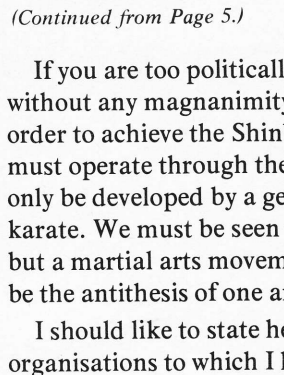 (Continued from Page 5.)
If you are too politicall
without any magnanimity
order to achieve the Shin
must operate through the
only be developed by a ge
karate. We must be seen
but a martial arts movem
be the antithesis of one a
I should like to state he
organisations to which I